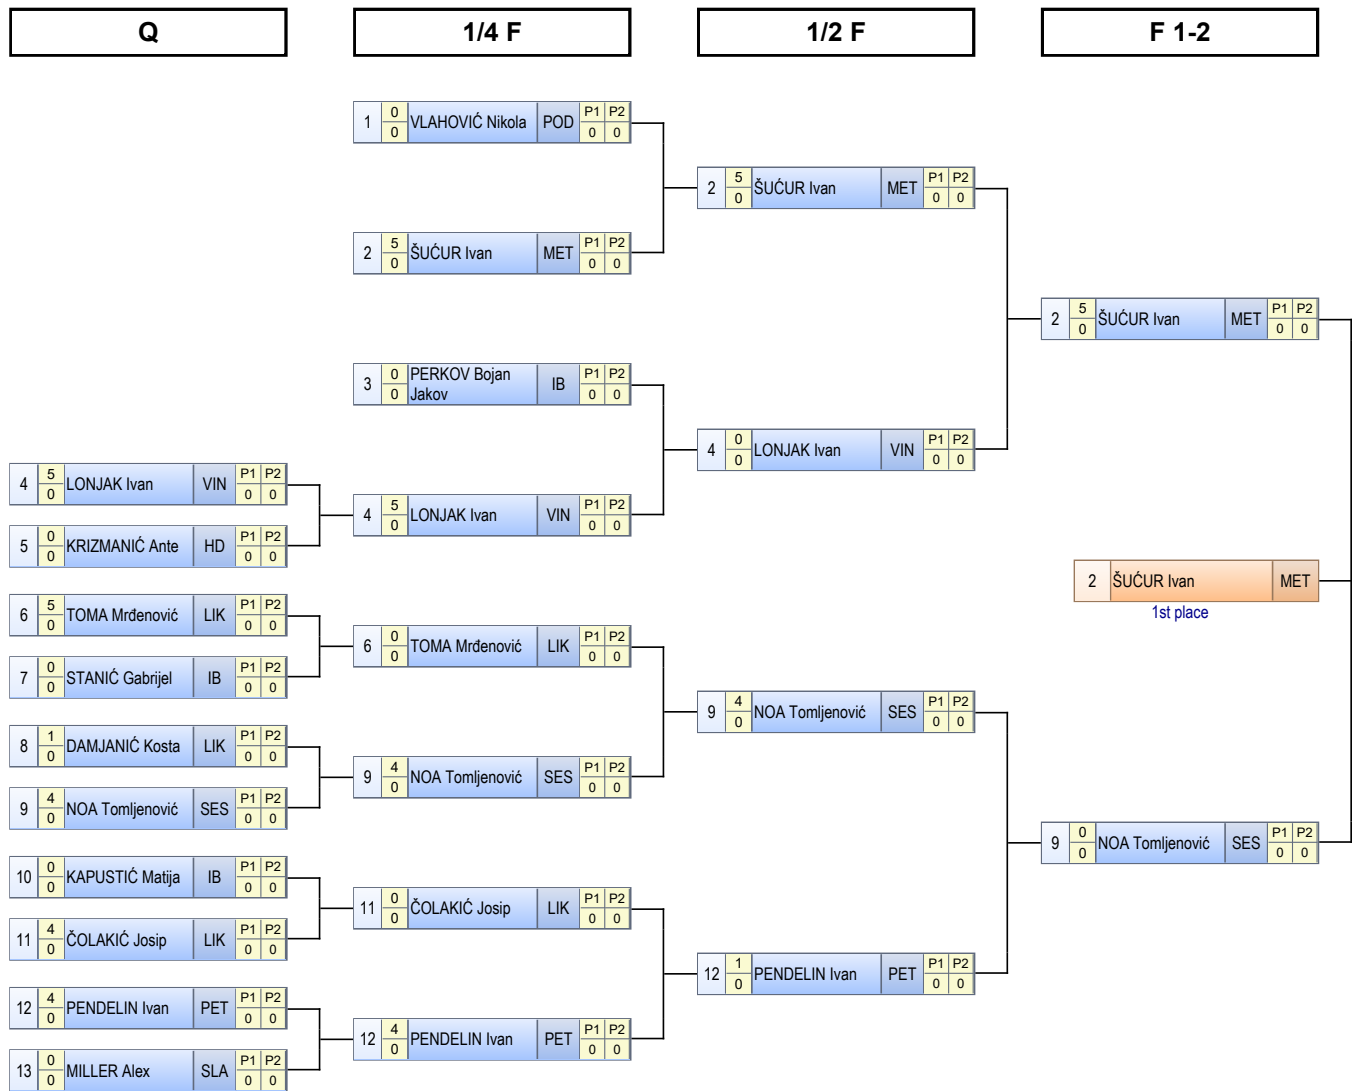 Q
1/4 F
1/2 F
F 1-2
1 0 0 VLAHOVIĆ Nikola POD P1 P2 0 0
2 5 0 ŠUĆUR Ivan MET P1 P2 0 0
3 0 0 PERKOV Bojan
Jakov IB P1 P2 0 0
4 5 0 LONJAK Ivan VIN P1 P2 0 0
5 0 0 KRIZMANIĆ Ante HD P1 P2 0 0
4 5 0 LONJAK Ivan VIN P1 P2 0 0
6 5 0 TOMA Mrđenović LIK P1 P2 0 0
7 0 0 STANIĆ Gabrijel IB P1 P2 0 0
6 0 0 TOMA Mrđenović LIK P1 P2 0 0
8 1 0 DAMJANIĆ Kosta LIK P1 P2 0 0
9 4 0 NOA Tomljenović SES P1 P2 0 0
9 4 0 NOA Tomljenović SES P1 P2 0 0
10 0 0 KAPUSTIĆ Matija IB P1 P2 0 0
11 4 0 ČOLAKIĆ Josip LIK P1 P2 0 0
11 0 0 ČOLAKIĆ Josip LIK P1 P2 0 0
12 4 0 PENDELIN Ivan PET P1 P2 0 0
13 0 0 MILLER Alex SLA P1 P2 0 0
12 4 0 PENDELIN Ivan PET P1 P2 0 0
2 5 0 ŠUĆUR Ivan MET P1 P2 0 0
4 0 0 LONJAK Ivan VIN P1 P2 0 0
9 4 0 NOA Tomljenović SES P1 P2 0 0
12 1 0 PENDELIN Ivan PET P1 P2 0 0
2 5 0 ŠUĆUR Ivan MET P1 P2 0 0
2 ŠUĆUR Ivan MET
1st place
9 0 0 NOA Tomljenović SES P1 P2 0 0